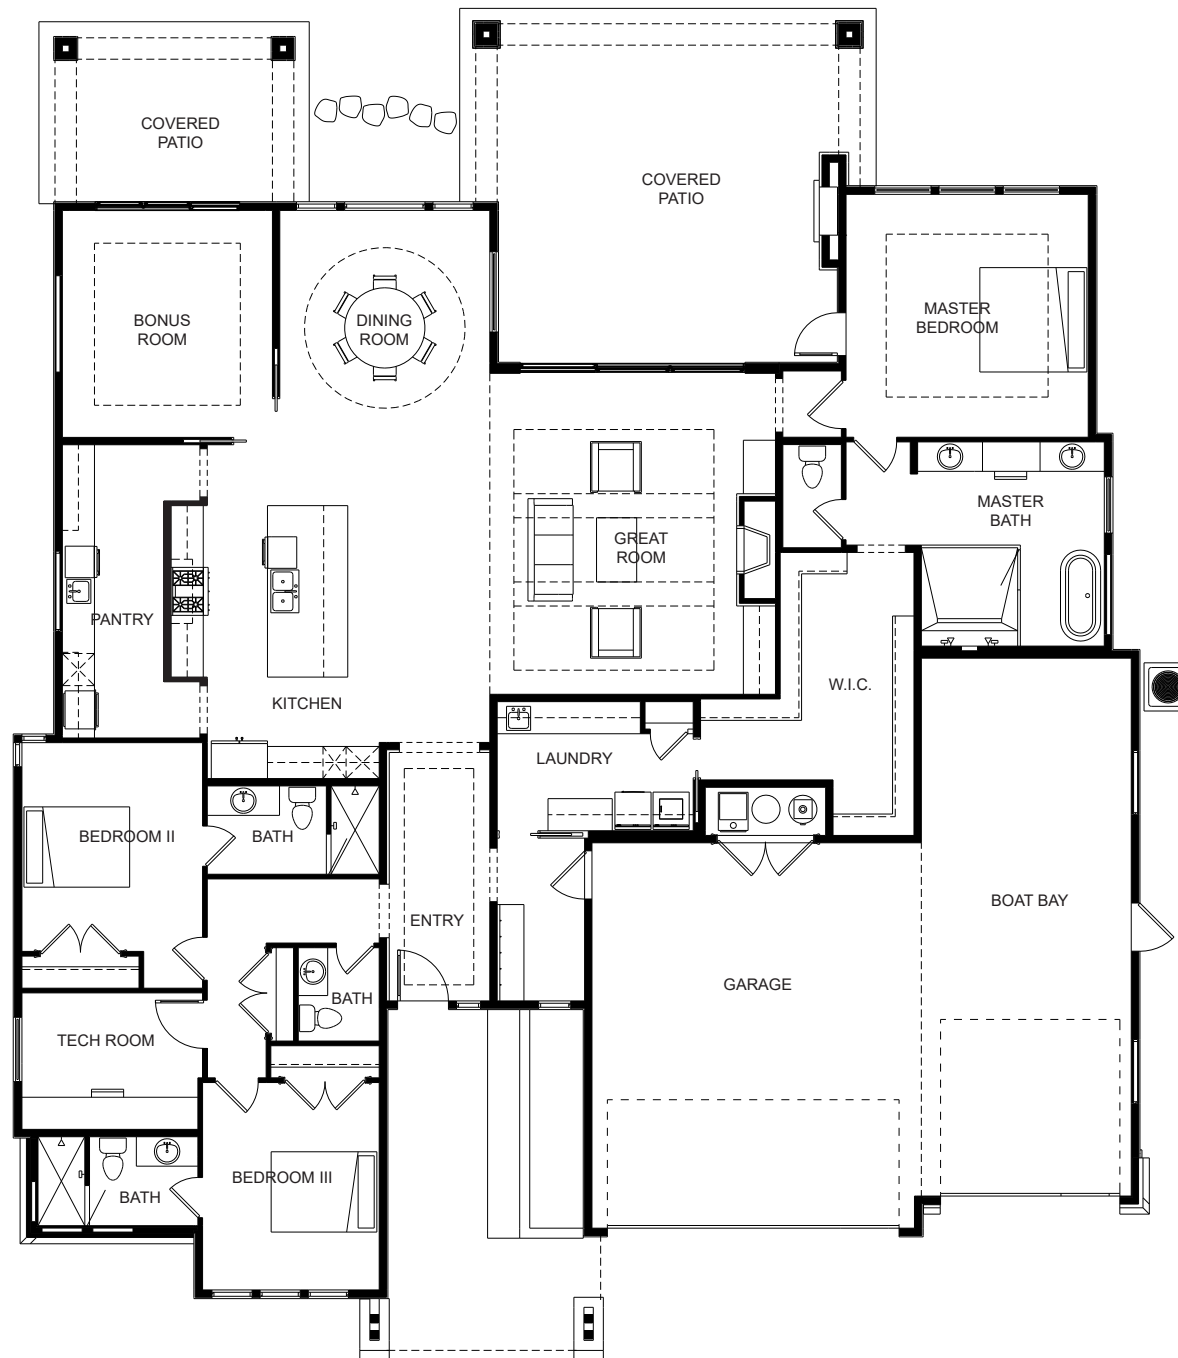 COVERED
PATIO
COVERED
PATIO
BONUS
ROOM
DINING
ROOM
MASTER
BEDROOM
GREAT
ROOM
MASTER
BATH
PANTRY
KITCHEN
W.I.C.
LAUNDRY
BEDROOM II
BATH
ENTRY
BOAT BAY
GARAGE
BATH
TECH ROOM
BEDROOM III
BATH